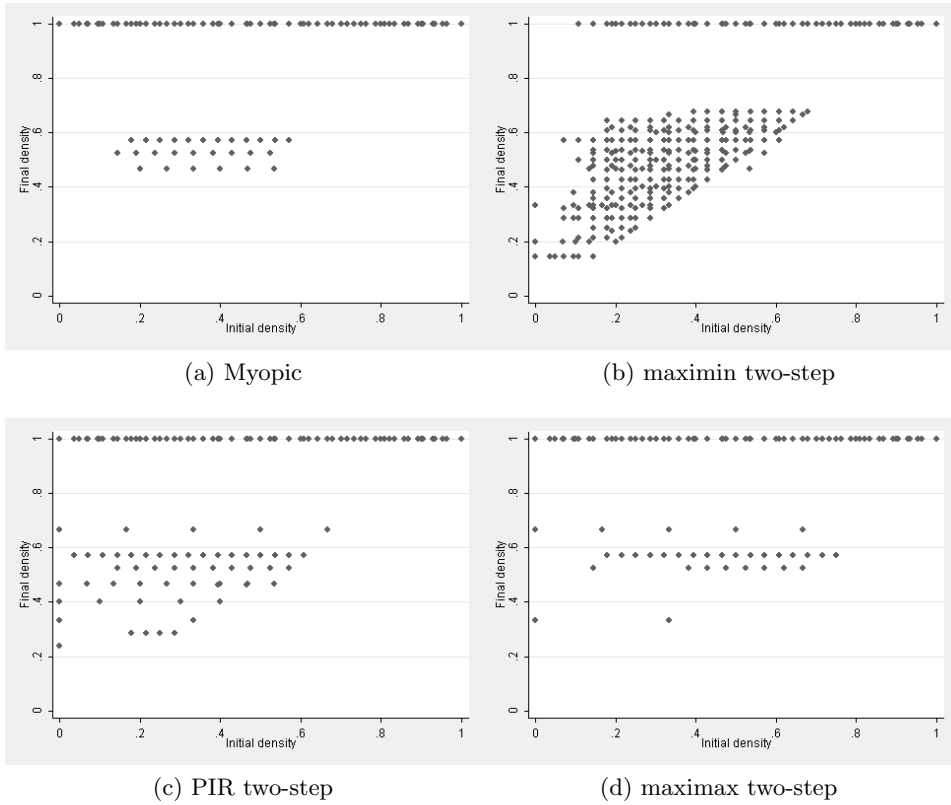 Final density
1
.8
.6
.4
.2
0
0 .2 .4 .6 .8 1
Initial density
(a) Myopic
Final density
1
.8
.6
.4
.2
0
0 .2 .4 .6 .8 1
Initial density
(b) maximin two-step
Final density
1
.8
.6
.4
.2
0
0 .2 .4 .6 .8 1
Initial density
(c) PIR two-step
Final density
1
.8
.6
.4
.2
0
0 .2 .4 .6 .8 1
Initial density
(d) maximax two-step